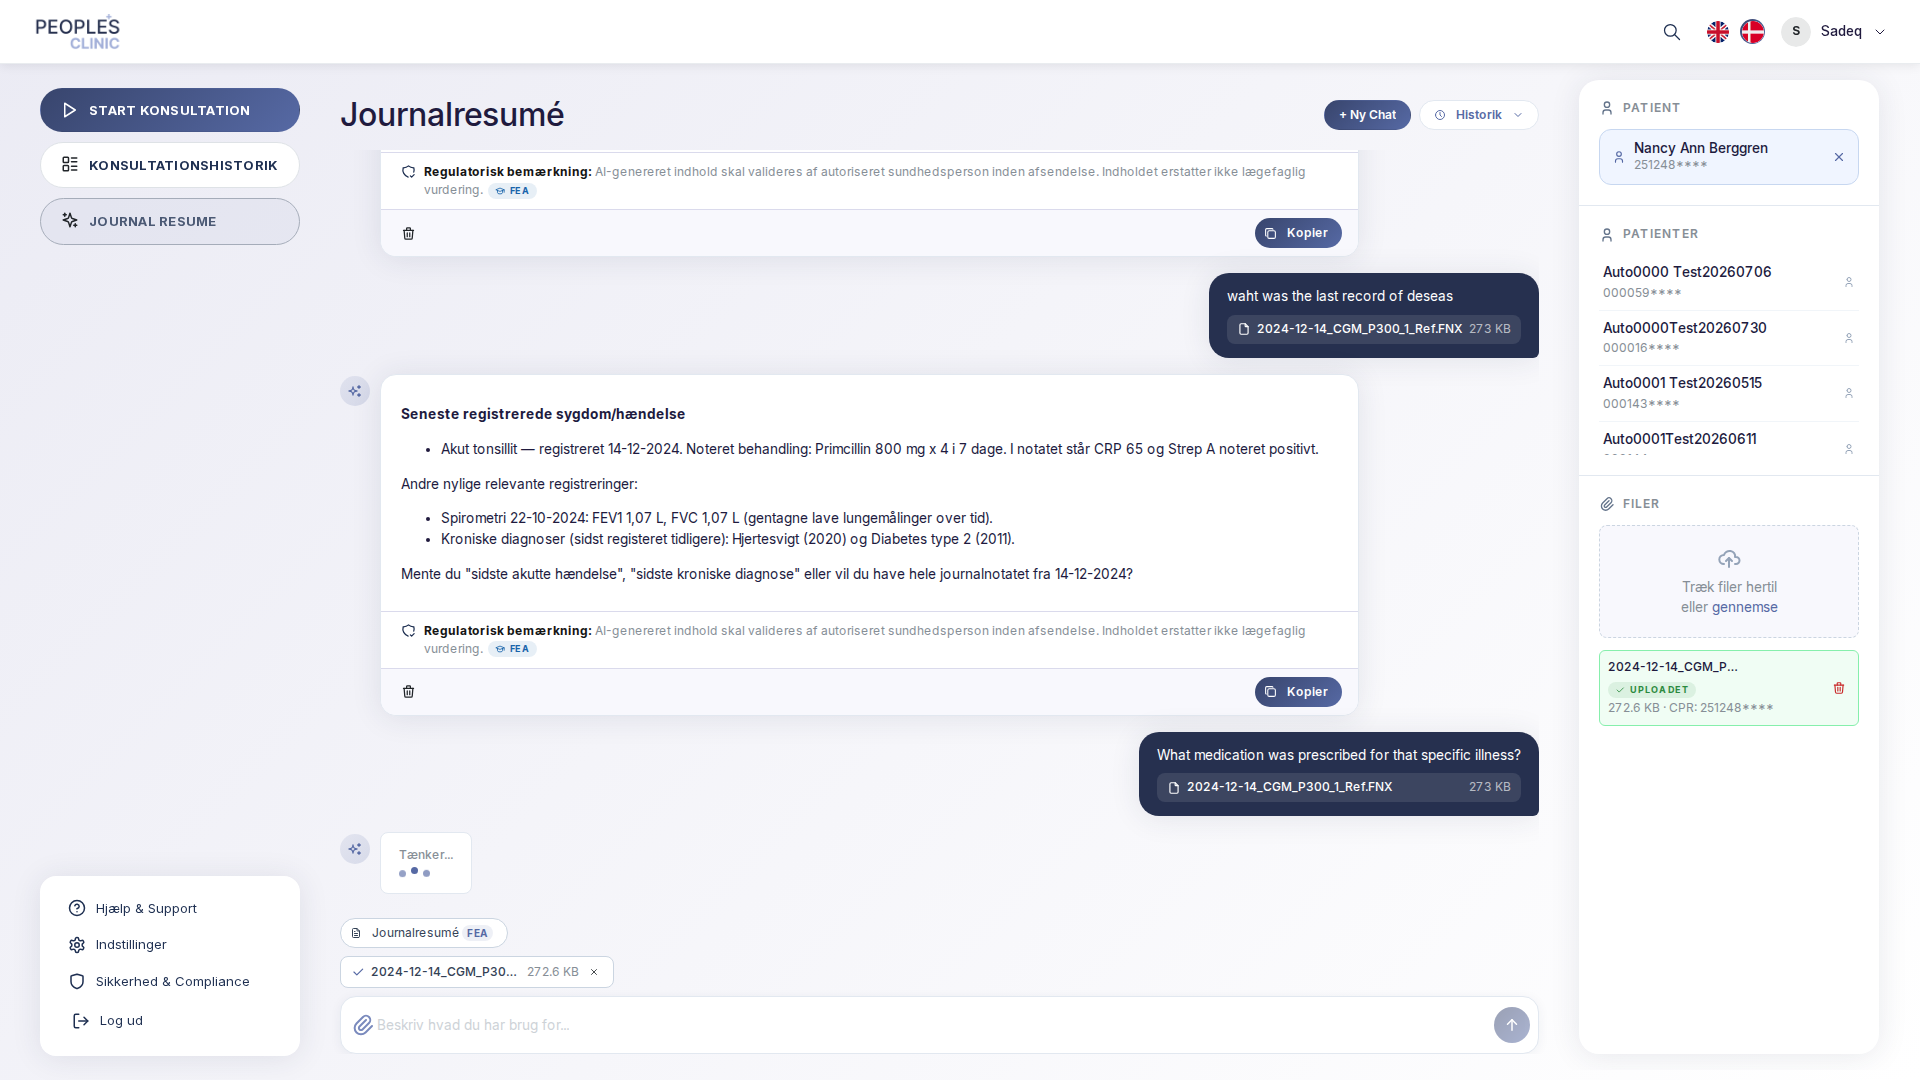 PEOPLE'S
CLINIC
S
Sadeq
START KONSULTATION
KONSULTATIONSHISTORIK
JOURNAL RESUME
Hjælp & Support
Indstillinger
Sikkerhed & Compliance
Log ud
Journalresumé
+ Ny Chat
Historik
Regulatorisk bemærkning: AI-genereret indhold skal valideres af autoriseret sundhedsperson inden afsendelse. Indholdet erstatter ikke lægefaglig
vurdering. FEA
Kopier
waht was the last record of deseas
2024-12-14_CGM_P300_1_Ref.FNX 273 KB
Seneste registrerede sygdom/hændelse
• Akut tonsillit — registreret 14-12-2024. Noteret behandling: Primcillin 800 mg x 4 i 7 dage. I notatet står CRP 65 og Strep A noteret positivt.
Andre nylige relevante registreringer:
• Spirometri 22-10-2024: FEV1 1,07 L, FVC 1,07 L (gentagne lave lungemålinger over tid).
• Kroniske diagnoser (sidst registeret tidligere): Hjertesvigt (2020) og Diabetes type 2 (2011).
Mente du "sidste akutte hændelse", "sidste kroniske diagnose" eller vil du have hele journalnotatet fra 14-12-2024?
Regulatorisk bemærkning: AI-genereret indhold skal valideres af autoriseret sundhedsperson inden afsendelse. Indholdet erstatter ikke lægefaglig
vurdering. FEA
Kopier
What medication was prescribed for that specific illness?
2024-12-14_CGM_P300_1_Ref.FNX 273 KB
Tænker...
Journalresumé FEA
2024-12-14_CGM_P30... 272.6 KB
Beskriv hvad du har brug for...
PATIENT
Nancy Ann Berggren
251248****
PATIENTER
Auto0000 Test20260706
000059****
Auto0000Test20260730
000016****
Auto0001 Test20260515
000143****
Auto0001Test20260611
FILER
Træk filer hertil
eller gennemse
2024-12-14_CGM_P...
UPLOADET
272.6 KB · CPR: 251248****